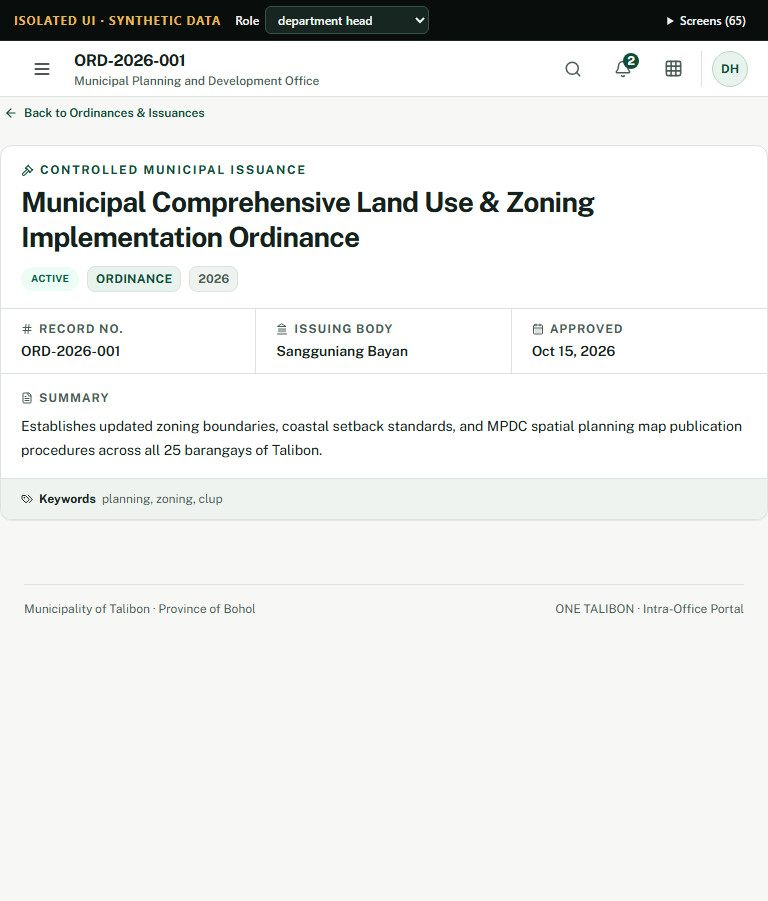 ISOLATED UI · SYNTHETIC DATA Role department head Screens (65)
ORD-2026-001
Municipal Planning and Development Office
2
DH
Back to Ordinances & Issuances
CONTROLLED MUNICIPAL ISSUANCE
Municipal Comprehensive Land Use & Zoning
Implementation Ordinance
ACTIVE ORDINANCE 2026
RECORD NO. ISSUING BODY APPROVED
ORD-2026-001 Sangguniang Bayan Oct 15, 2026
SUMMARY
Establishes updated zoning boundaries, coastal setback standards, and MPDC spatial planning map publication
procedures across all 25 barangays of Talibon.
Keywords planning, zoning, clup
Municipality of Talibon · Province of Bohol ONE TALIBON · Intra-Office Portal